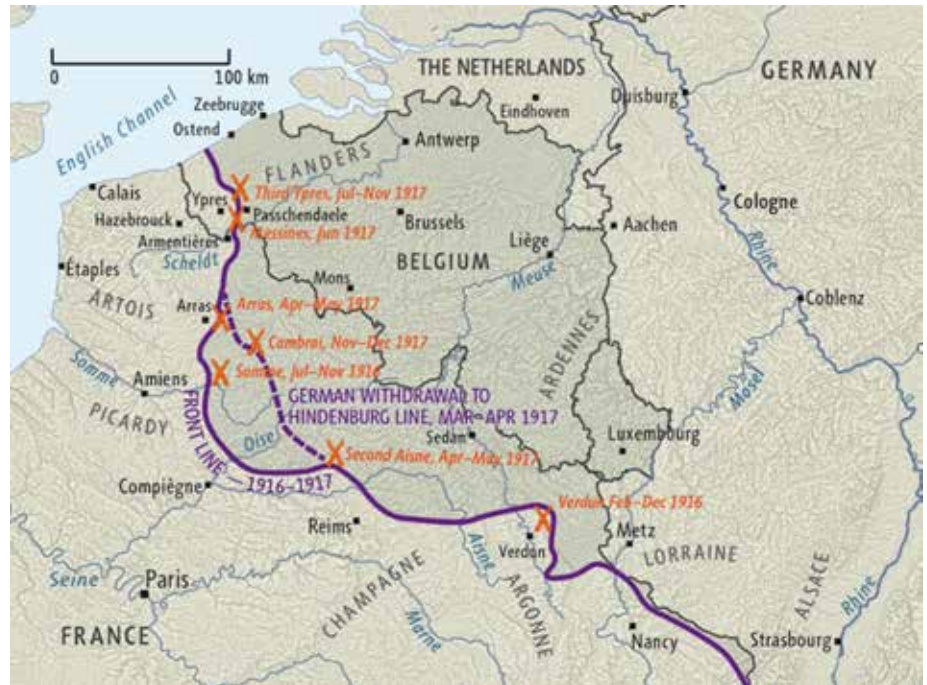 0 100 km
THE NETHERLANDS
GERMANY
English Channel
Zeebrugge
Ostend
Eindhoven
Duisburg
Antwerp
FLANDERS
Calais
Ypres
Third Ypres, Jul–Nov 1917
Passchendaele
Hazebrouck
Messines, Jun 1917
Brussels
Cologne
Armentières
Aachen
Liège
Rhine
Étaples
Scheldt
BELGIUM
Meuse
Mons
Coblenz
ARTOIS
Arras
Arras, Apr–May 1917
Cambrai, Nov–Dec 1917
ARDENNES
Somme
Somme, Jul–Nov 1916
Mosel
Amiens
GERMAN WITHDRAWAL TO
HINDENBURG LINE, MAR–APR 1917
PICARDY
FRONT LINE — 1916–1917
Oise
Sedan
Luxembourg
Second Aisne, Apr–May 1917
Compiègne
Verdun Feb–Dec 1916
Reims
Metz
Verdun
LORRAINE
Aisne
Seine
Paris
CHAMPAGNE
ARGONNE
ALSACE
Rhine
Marne
FRANCE
Nancy
Strasbourg